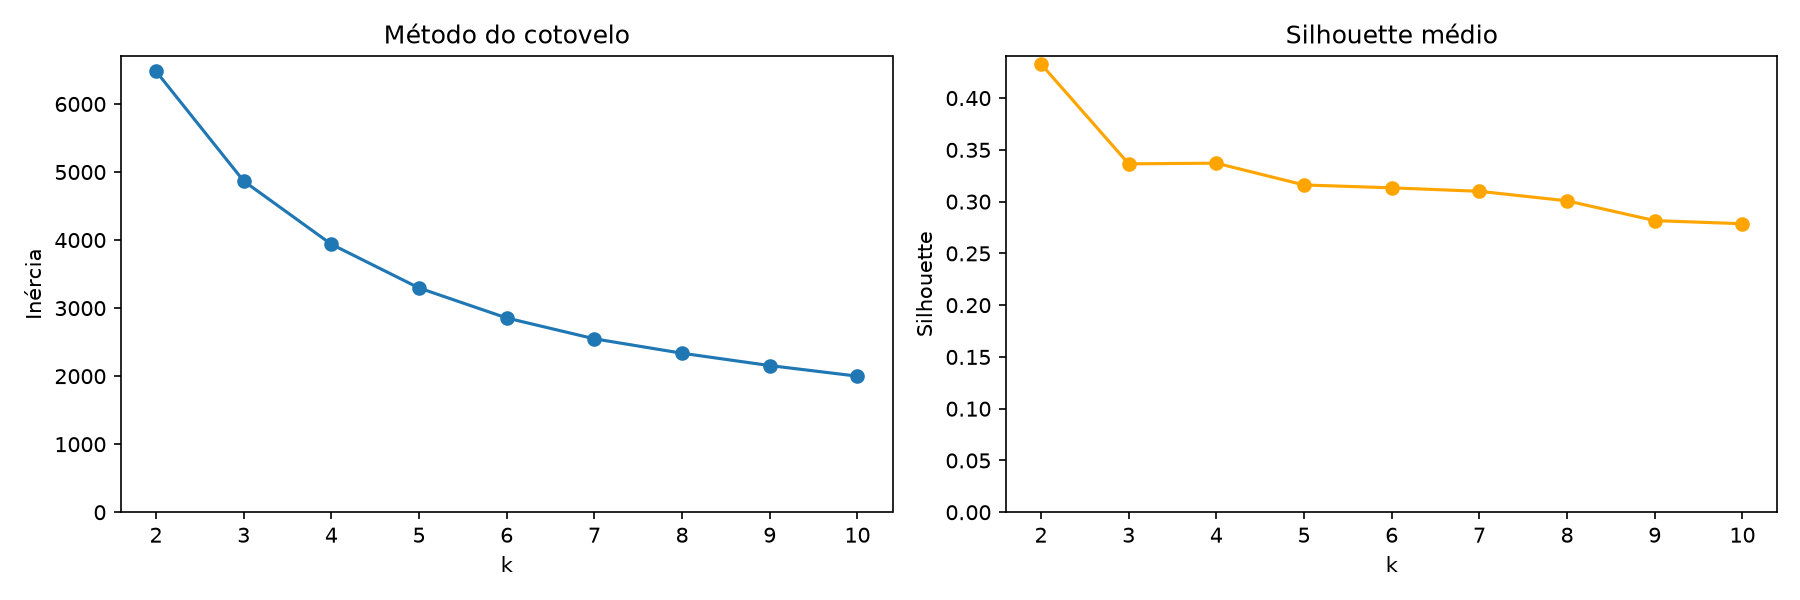 Método do cotovelo
Inércia
6000
5000
4000
3000
2000
1000
0
2 3 4 5 6 7 8 9 10
k
Silhouette médio
Silhouette
0.40
0.35
0.30
0.25
0.20
0.15
0.10
0.05
0.00
2 3 4 5 6 7 8 9 10
k